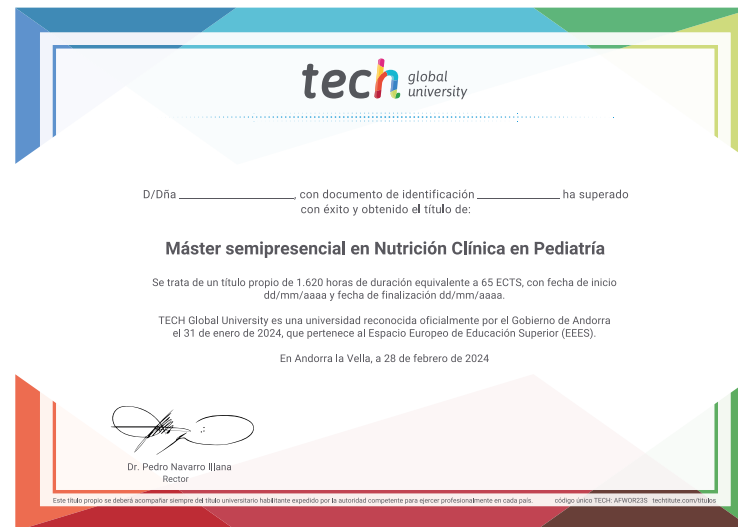 tech global university
D/Dña ____________________, con documento de identificación ______________ ha superado
con éxito y obtenido el título de:
Máster semipresencial en Nutrición Clínica en Pediatría
Se trata de un título propio de 1.620 horas de duración equivalente a 65 ECTS, con fecha de inicio
dd/mm/aaaa y fecha de finalización dd/mm/aaaa.
TECH Global University es una universidad reconocida oficialmente por el Gobierno de Andorra
el 31 de enero de 2024, que pertenece al Espacio Europeo de Educación Superior (EEES).
En Andorra la Vella, a 28 de febrero de 2024
Dr. Pedro Navarro Illana
Rector
Este título propio se deberá acompañar siempre del título universitario habilitante expedido por la autoridad competente para ejercer profesionalmente en cada país. código único TECH: AFWOR23S techtitute.com/titulos